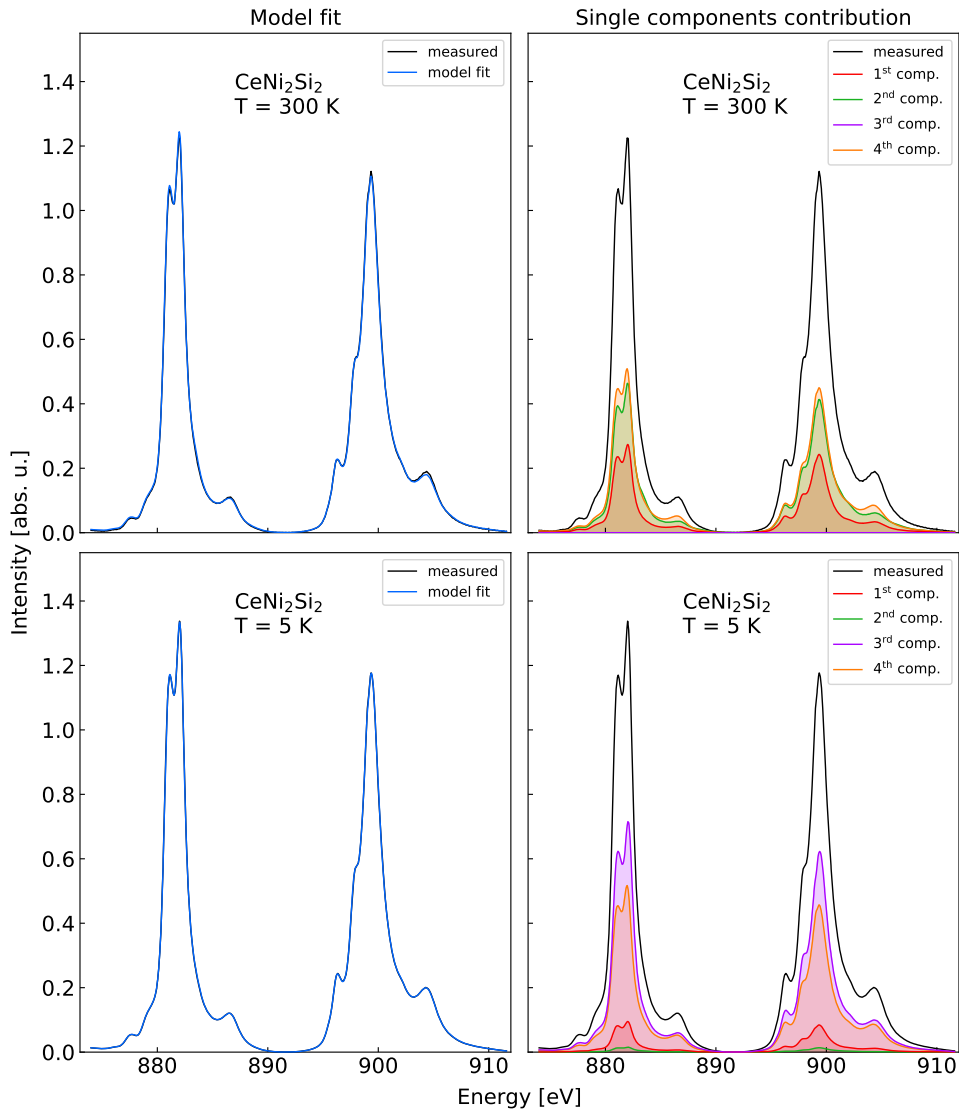 Model fit
Single components contribution
measured
model fit
CeNi₂Si₂
T = 300 K
measured
1ˢᵗ comp.
2ⁿᵈ comp.
3ʳᵈ comp.
4ᵗʰ comp.
CeNi₂Si₂
T = 300 K
1.4
1.2
1.0
0.8
0.6
0.4
0.2
0.0
Intensity [abs. u.]
measured
model fit
CeNi₂Si₂
T = 5 K
measured
1ˢᵗ comp.
2ⁿᵈ comp.
3ʳᵈ comp.
4ᵗʰ comp.
CeNi₂Si₂
T = 5 K
1.4
1.2
1.0
0.8
0.6
0.4
0.2
0.0
880 890 900 910
880 890 900 910
Energy [eV]